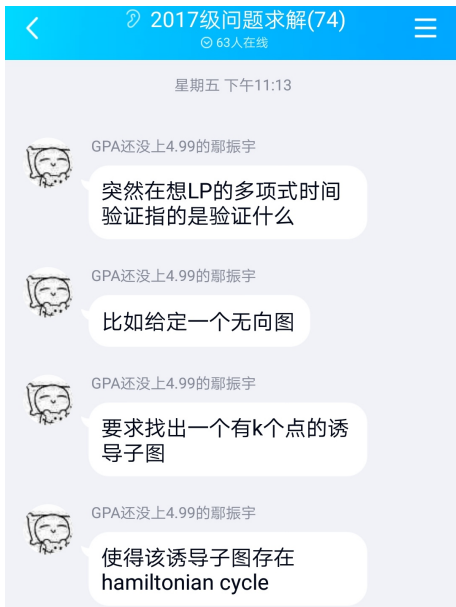 2017级问题求解(74)
63人在线
星期五 下午11:13
GPA还没上4.99的鄢振宇
突然在想LP的多项式时间
验证指的是验证什么
GPA还没上4.99的鄢振宇
比如给定一个无向图
GPA还没上4.99的鄢振宇
要求找出一个有k个点的诱
导子图
GPA还没上4.99的鄢振宇
使得该诱导子图存在
hamiltonian cycle